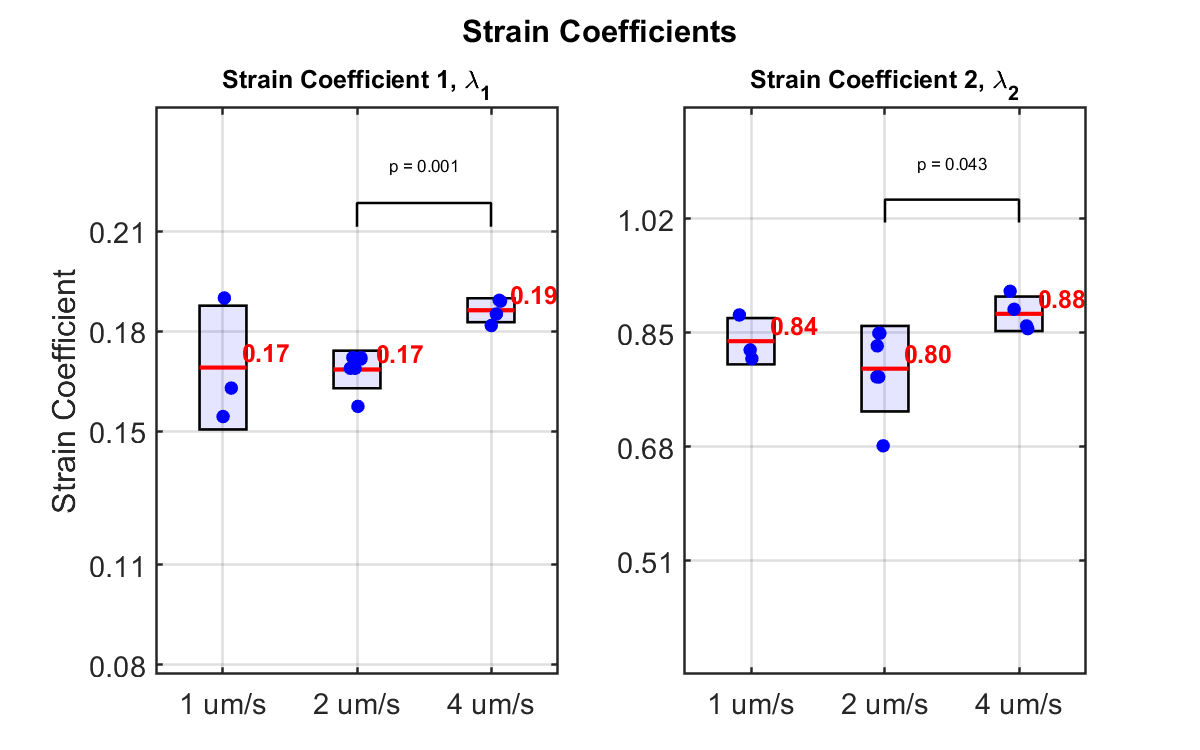 Strain Coefficients
Strain Coefficient 1, λ1
Strain Coefficient
0.21
0.18
0.15
0.11
0.08
p = 0.001
0.17
0.17
0.19
1 um/s
2 um/s
4 um/s
Strain Coefficient 2, λ2
1.02
0.85
0.68
0.51
p = 0.043
0.84
0.80
0.88
1 um/s
2 um/s
4 um/s